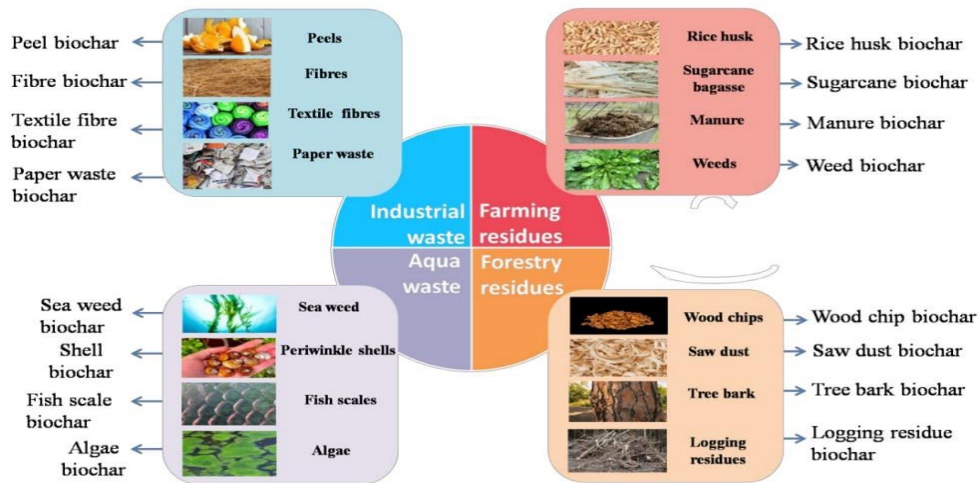 Peel biochar
Fibre biochar
Textile fibre
biochar
Paper waste
biochar
Peels
Fibres
Textile fibres
Paper waste
Rice husk
Sugarcane
bagasse
Manure
Weeds
Rice husk biochar
Sugarcane biochar
Manure biochar
Weed biochar
Industrial
waste
Farming
residues
Aqua
waste
Forestry
residues
Sea weed
biochar
Shell
biochar
Fish scale
biochar
Algae
biochar
Sea weed
Periwinkle shells
Fish scales
Algae
Wood chips
Saw dust
Tree bark
Logging
residues
Wood chip biochar
Saw dust biochar
Tree bark biochar
Logging residue
biochar